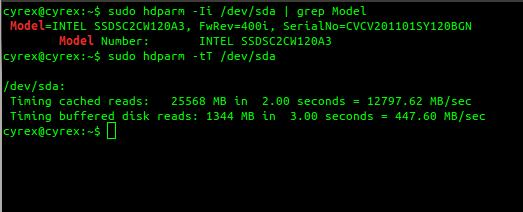 cyrex@cyrex:~$ sudo hdparm -Ii /dev/sda | grep Model
 Model=INTEL SSDSC2CW120A3, FwRev=400i, SerialNo=CVCV201101SY120BGN
        Model Number:       INTEL SSDSC2CW120A3
cyrex@cyrex:~$ sudo hdparm -tT /dev/sda

/dev/sda:
 Timing cached reads:   25568 MB in  2.00 seconds = 12797.62 MB/sec
 Timing buffered disk reads: 1344 MB in  3.00 seconds = 447.60 MB/sec
cyrex@cyrex:~$